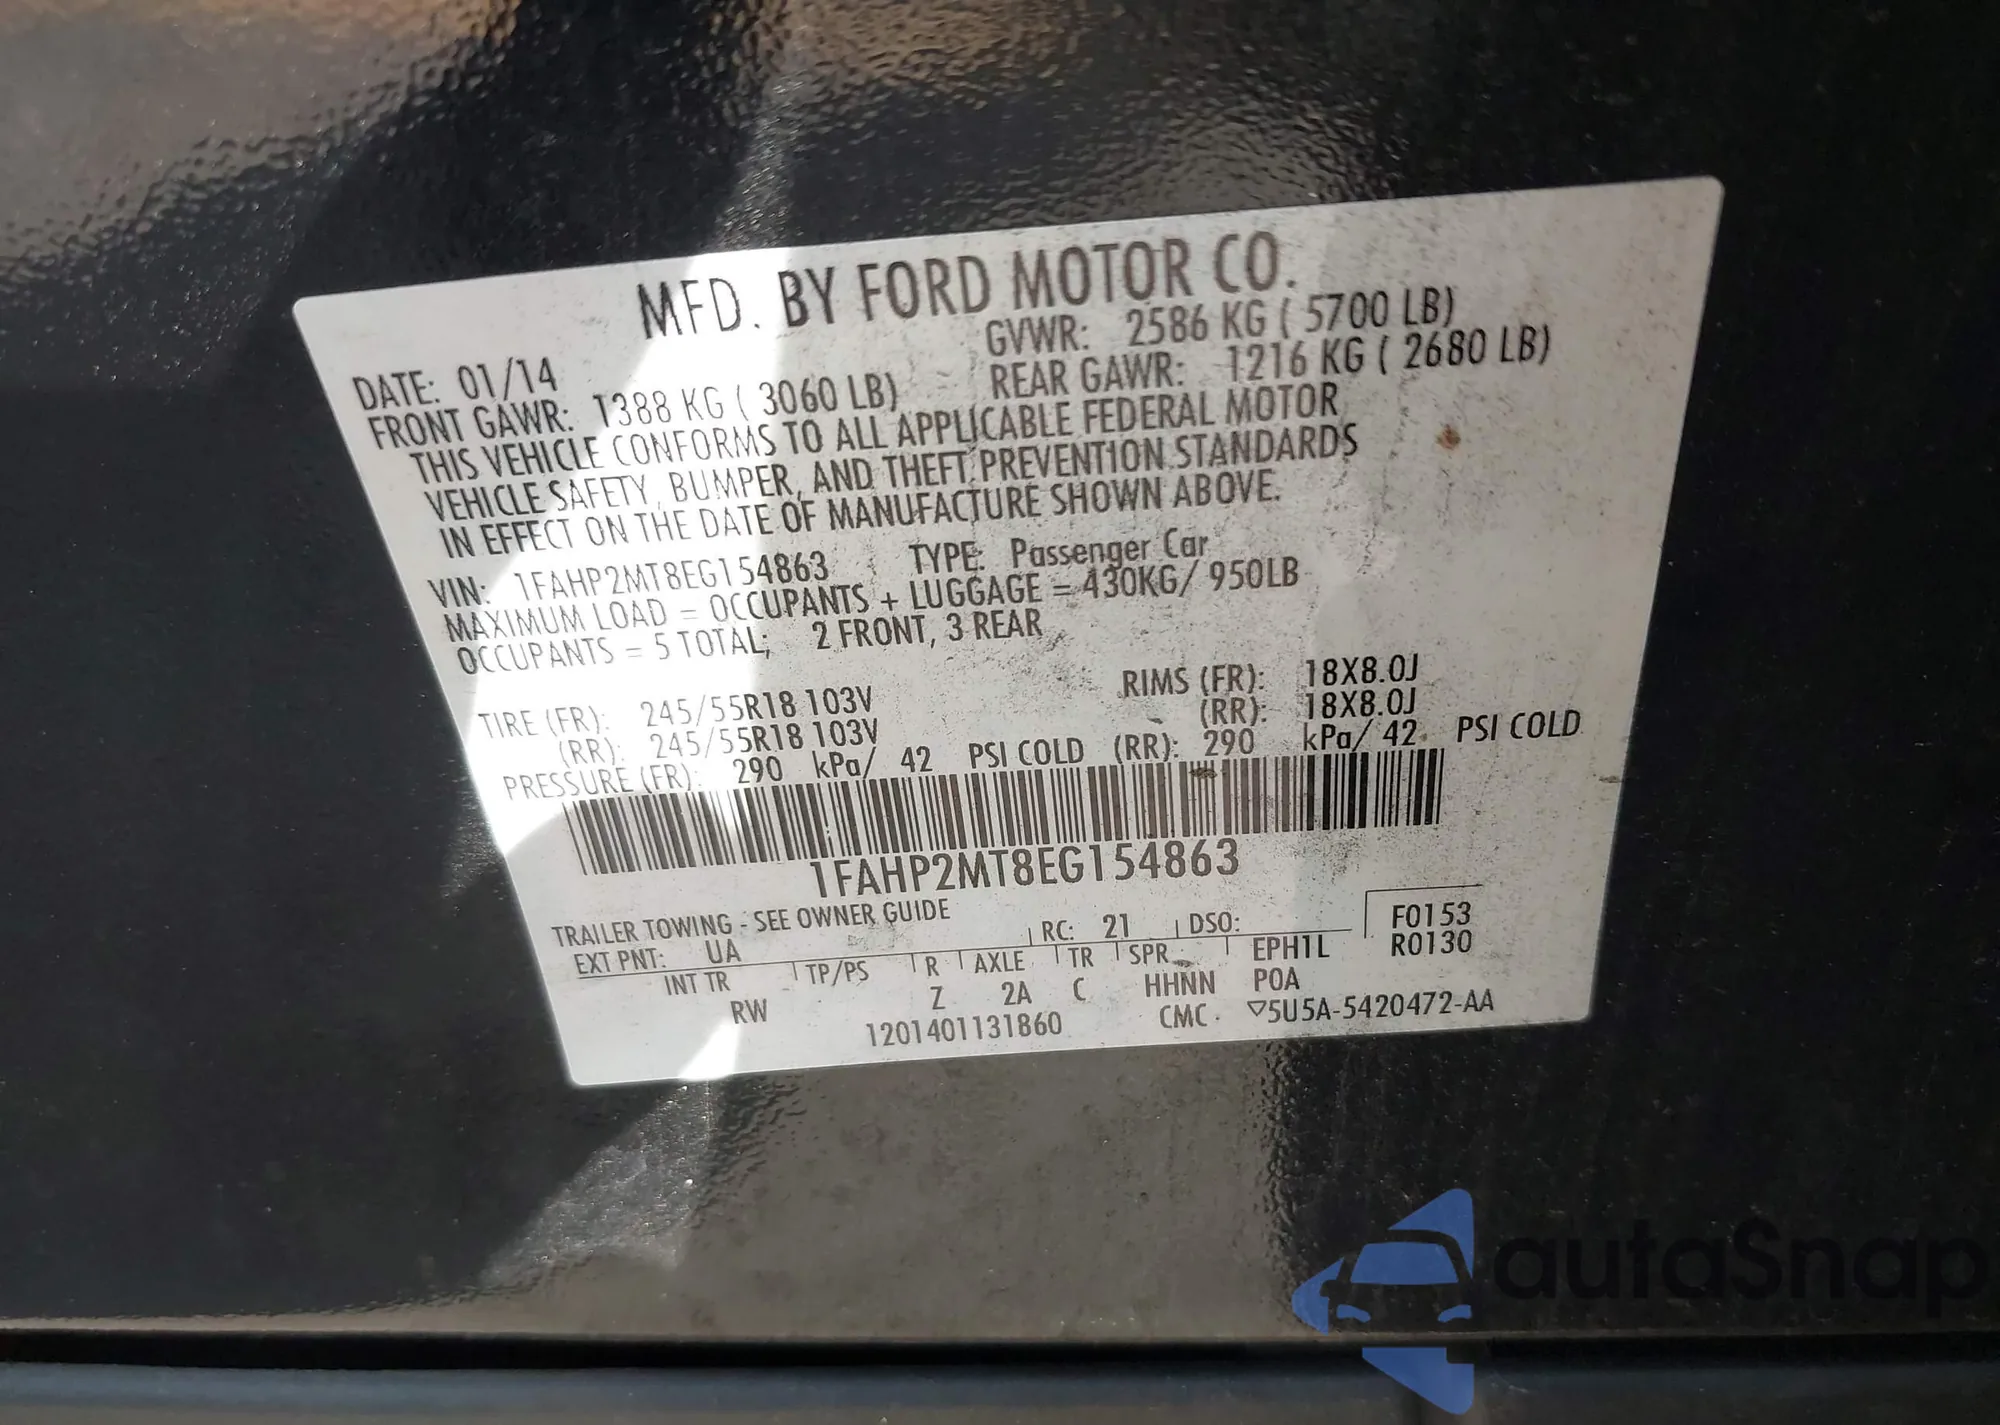 MFD. BY FORD MOTOR CO.
DATE: 01/14 GVWR: 2586 KG ( 5700 LB)
FRONT GAWR: 1388 KG ( 3060 LB) REAR GAWR: 1216 KG ( 2680 LB)
THIS VEHICLE CONFORMS TO ALL APPLICABLE FEDERAL MOTOR
VEHICLE SAFETY, BUMPER, AND THEFT PREVENTION STANDARDS
IN EFFECT ON THE DATE OF MANUFACTURE SHOWN ABOVE.
VIN: 1FAHP2MT8EG154863 TYPE: Passenger Car
MAXIMUM LOAD = OCCUPANTS + LUGGAGE = 430KG/ 950LB
OCCUPANTS = 5 TOTAL; 2 FRONT, 3 REAR
TIRE (FR): 245/55R18 103V RIMS (FR): 18X8.0J
(RR): 245/55R18 103V (RR): 18X8.0J
PRESSURE (FR): 290 kPa/ 42 PSI COLD (RR): 290 kPa/ 42 PSI COLD
1FAHP2MT8EG154863
TRAILER TOWING - SEE OWNER GUIDE F0153
EXT PNT: UA RC: 21 DSO: R0130
INT TR TP/PS R AXLE TR SPR EPH1L
RW Z 2A C HHNN POA
1201401131860 CMC ▽5U5A-5420472-AA
autaSnap